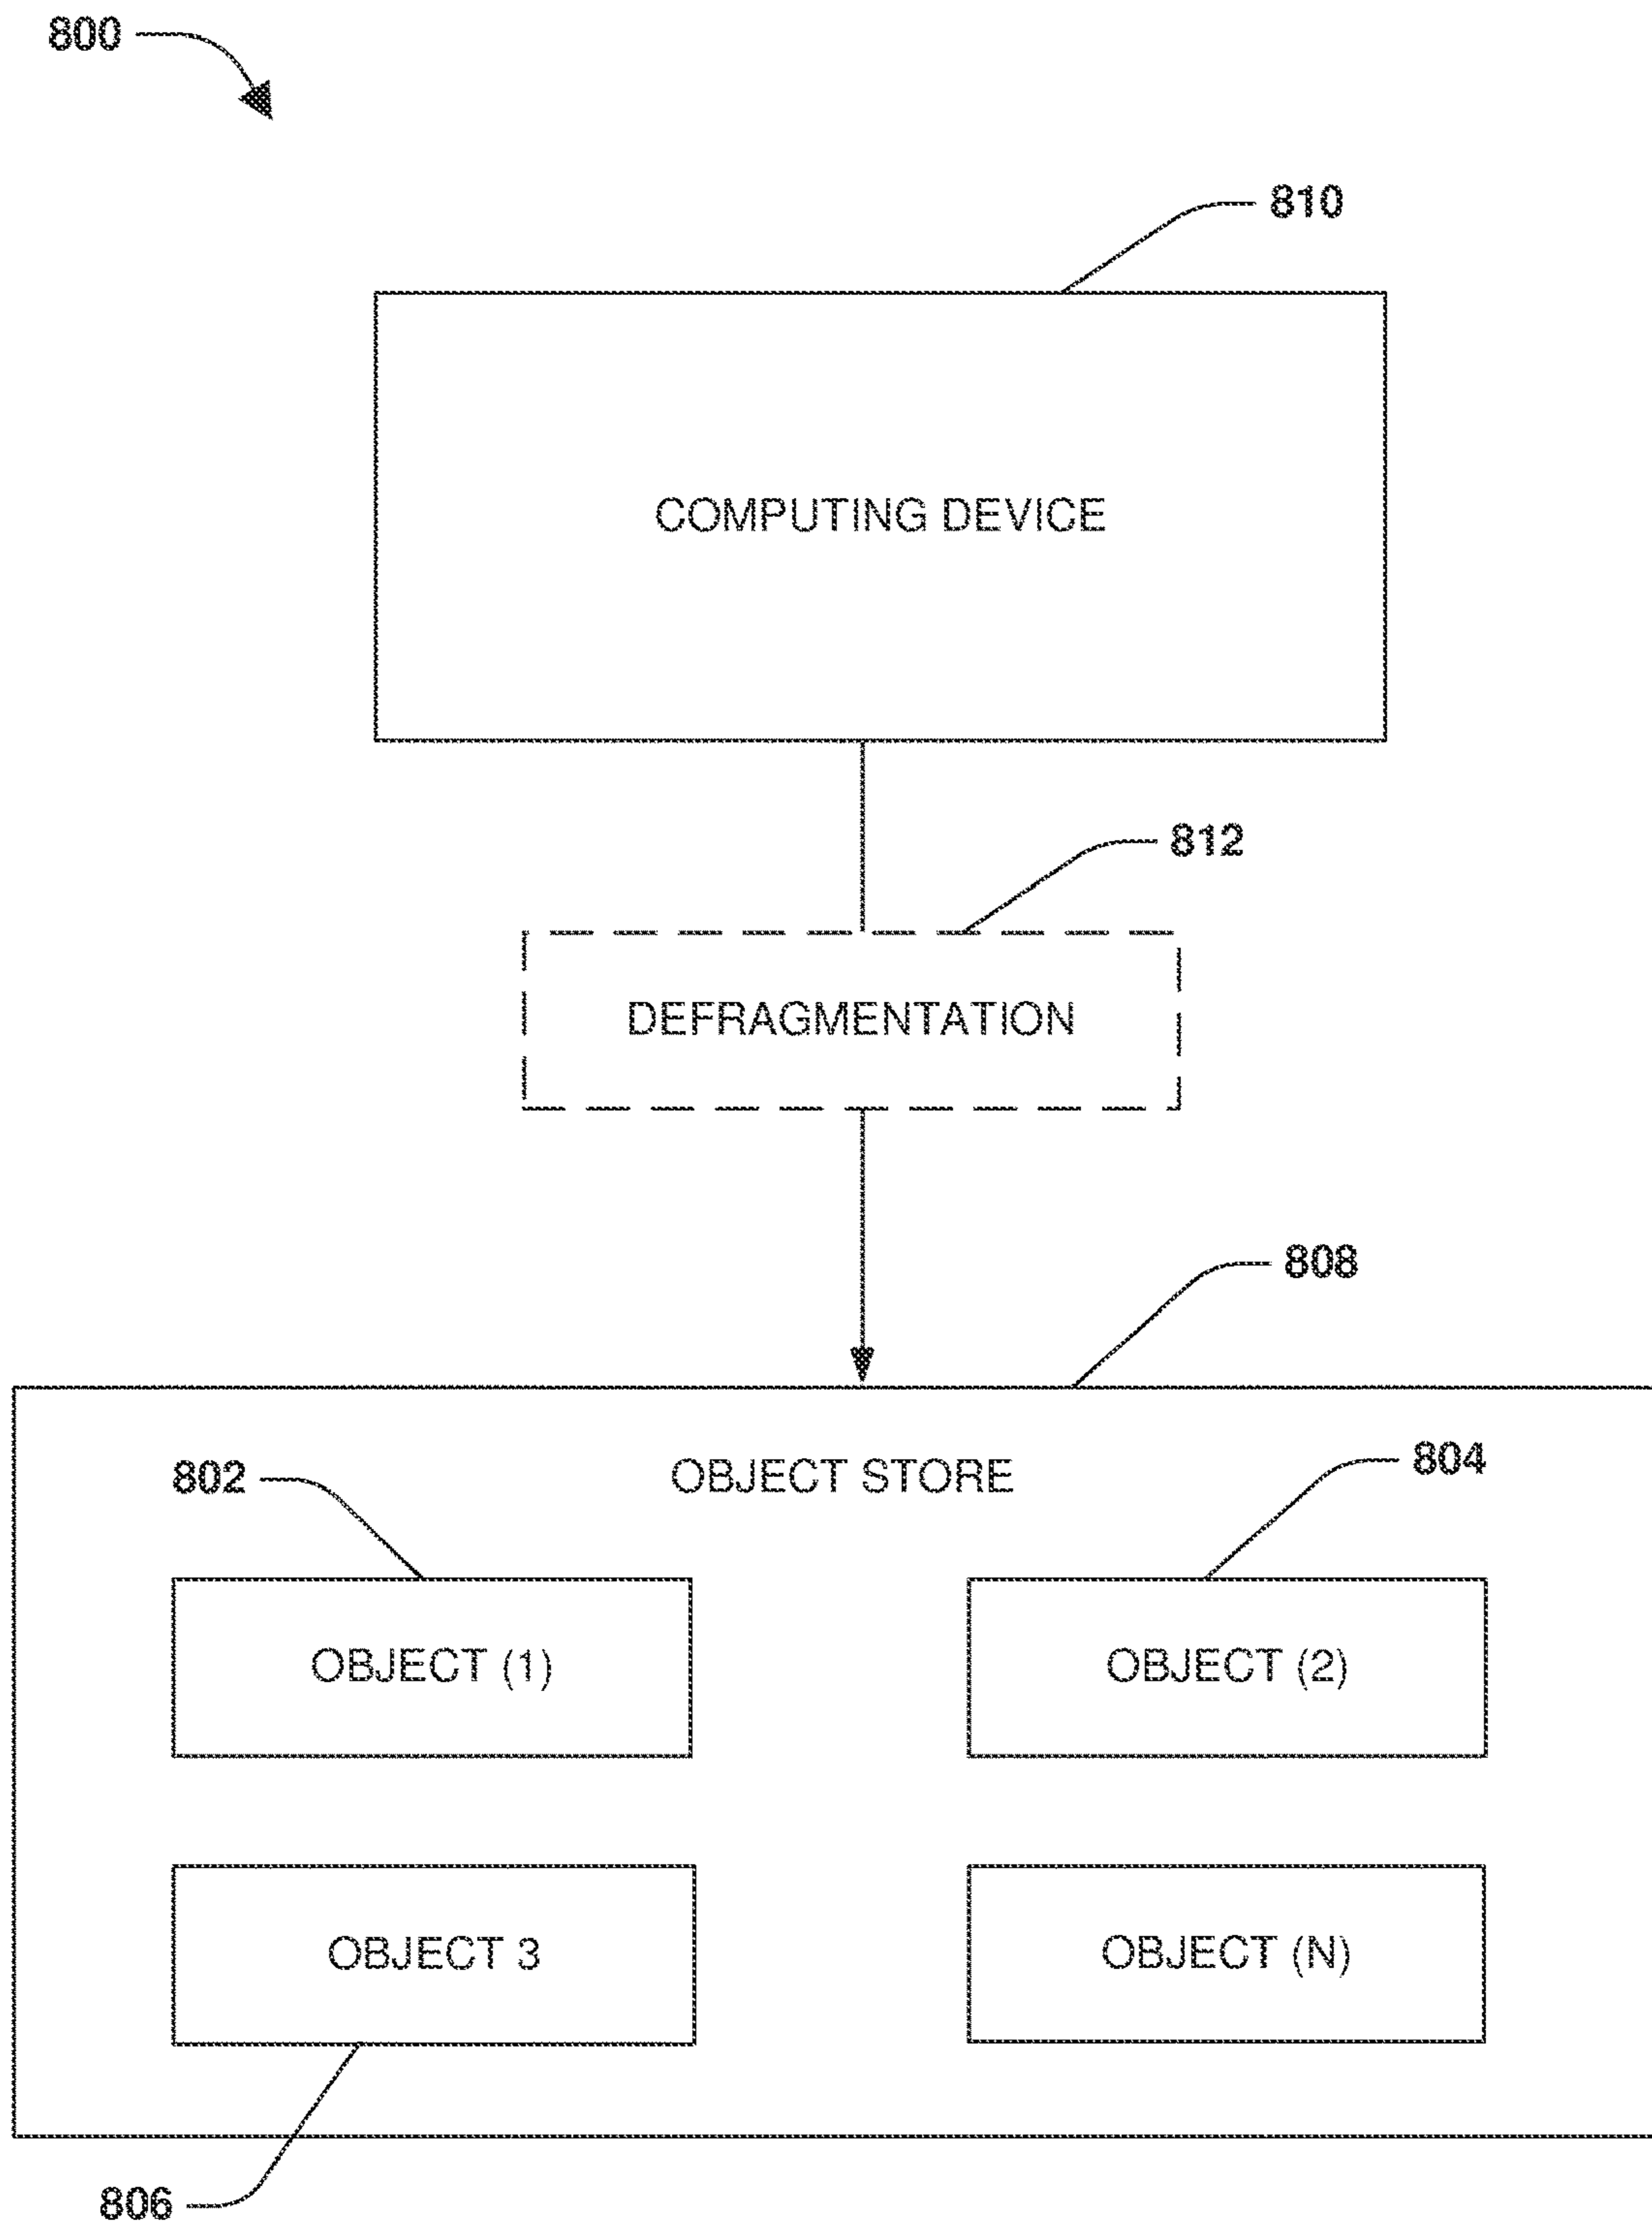 800
810
COMPUTING DEVICE
812
DEFRAGMENTATION
808
OBJECT STORE
802
804
OBJECT (1)
OBJECT (2)
OBJECT 3
OBJECT (N)
806